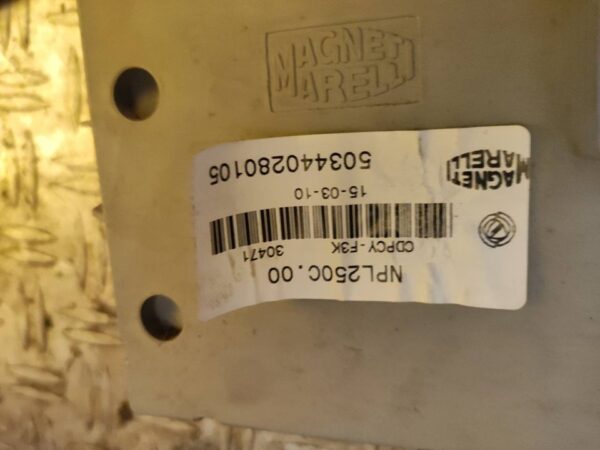 MAGNETI
MARELLI
NPL250C.00
CDPCY-F3K 30471
15-03-10
503440280105
MAGNETI
MARELLI